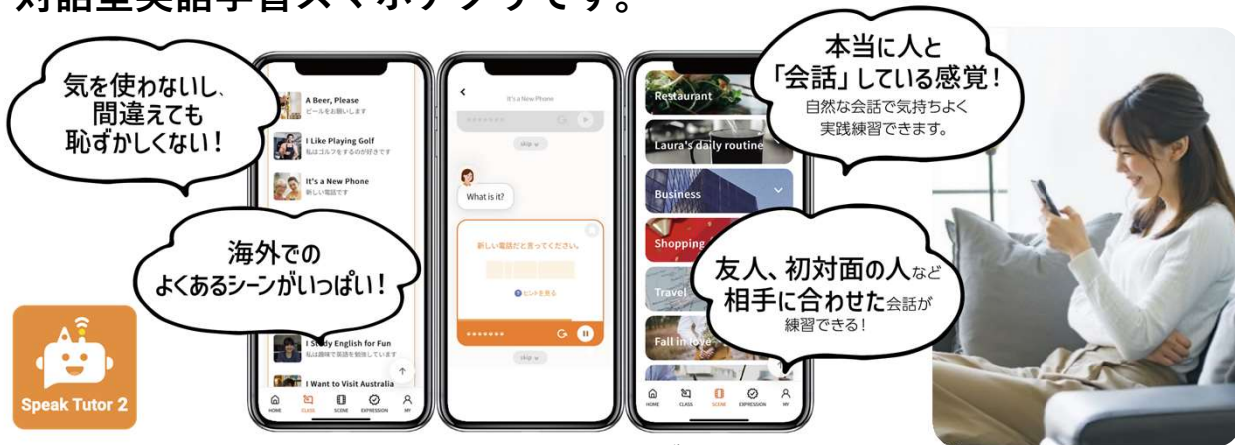 対話型英語学習スマホアプリです。
気を使わないし、
間違えても
恥ずかしくない！
A Beer, Please
ビールをお願いします
I Like Playing Golf
私はゴルフをするのが好きです
It's a New Phone
新しい電話です
海外での
よくあるシーンがいっぱい！
I Study English for Fun
私は趣味で英語を勉強しています
I Want to Visit Australia
HOME CLASS SCENE EXPRESSION MY
Speak Tutor 2
It's a New Phone
skip
What is it?
新しい電話だと言ってください。
ヒントを見る
skip
Restaurant
Laura's daily routine
Business
Shopping
Travel
Fall in love
HOME CLASS SCENE EXPRESSION MY
本当に人と
「会話」している感覚！
自然な会話で気持ちよく
実践練習できます。
友人、初対面の人など
相手に合わせた会話が
練習できる！